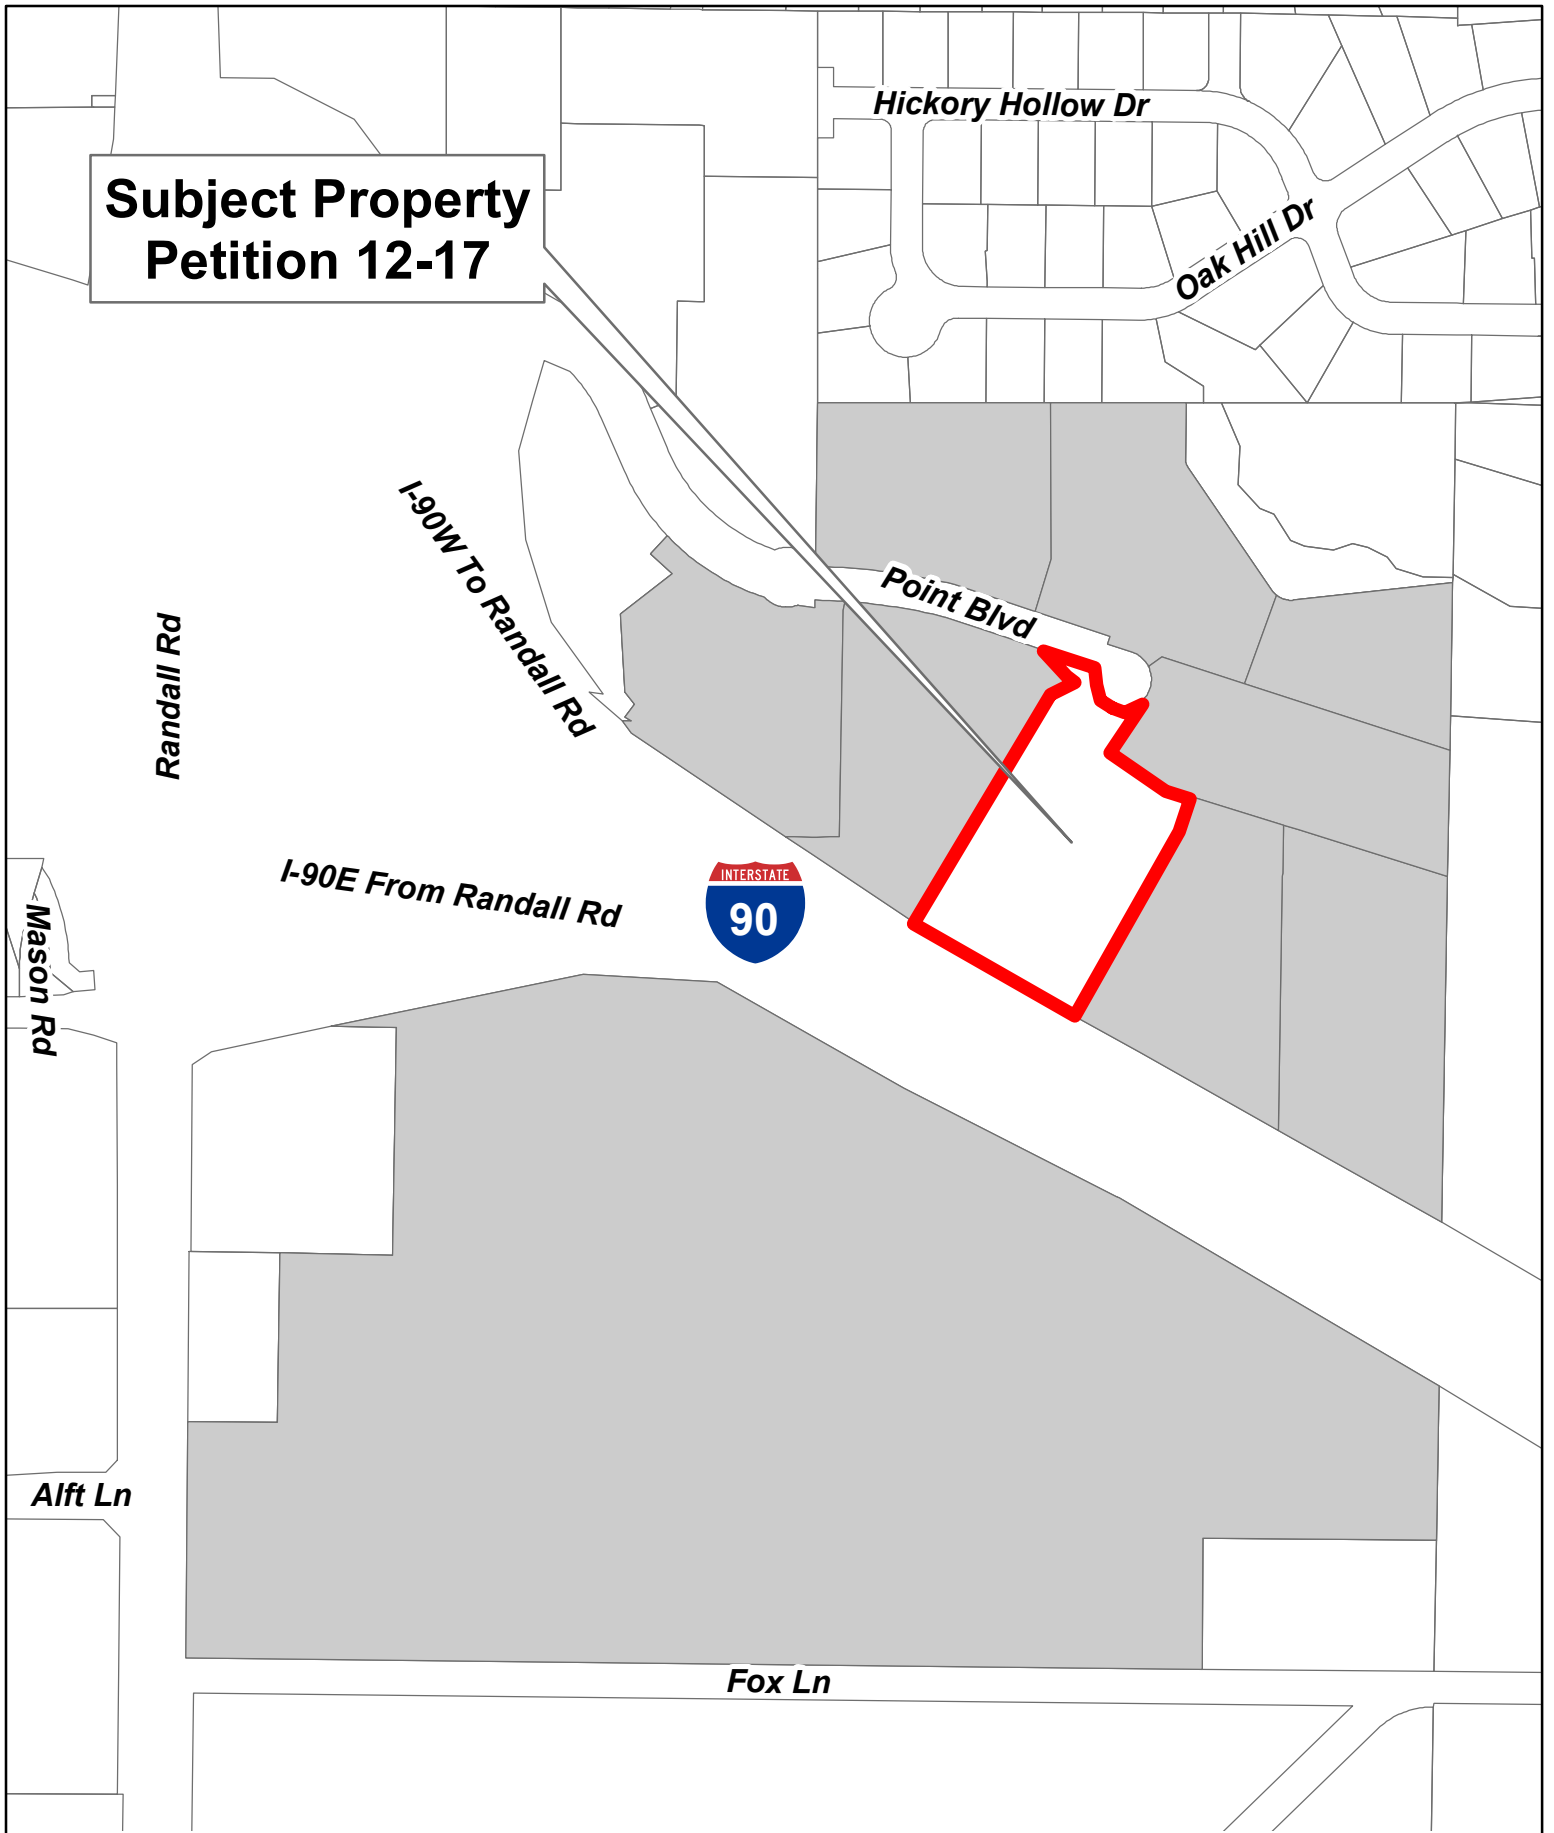 Hickory Hollow Dr
Subject Property
Petition 12-17
Oak Hill Dr
I-90W To Randall Rd
Point Blvd
Randall Rd
I-90E From Randall Rd
INTERSTATE
90
Mason Rd
Alft Ln
Fox Ln